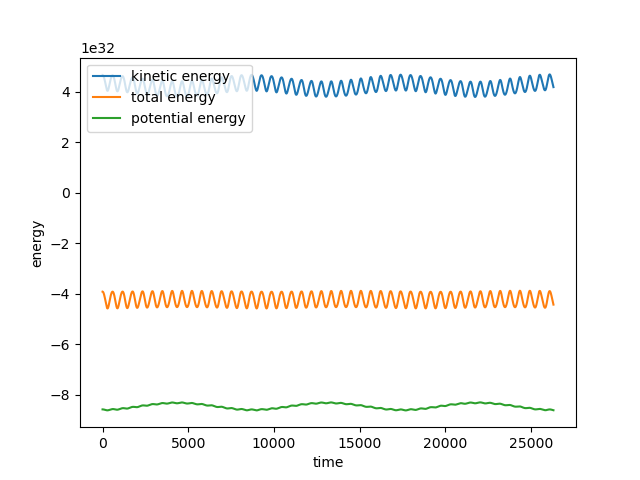 1e32
kinetic energy
total energy
potential energy
4
2
0
−2
−4
−6
−8
energy
0 5000 10000 15000 20000 25000
time